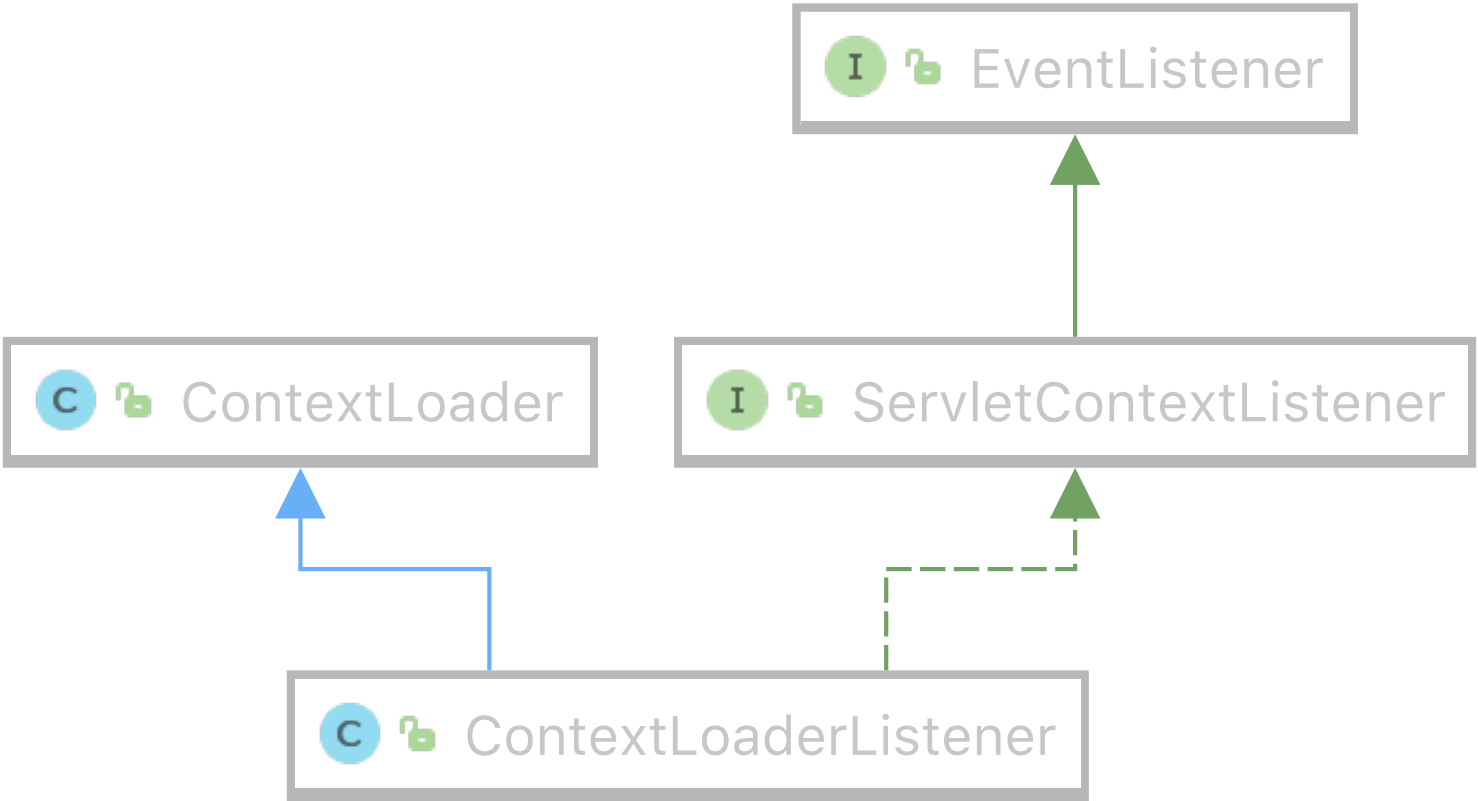 I EventListener
C ContextLoader
I ServletContextListener
C ContextLoaderListener